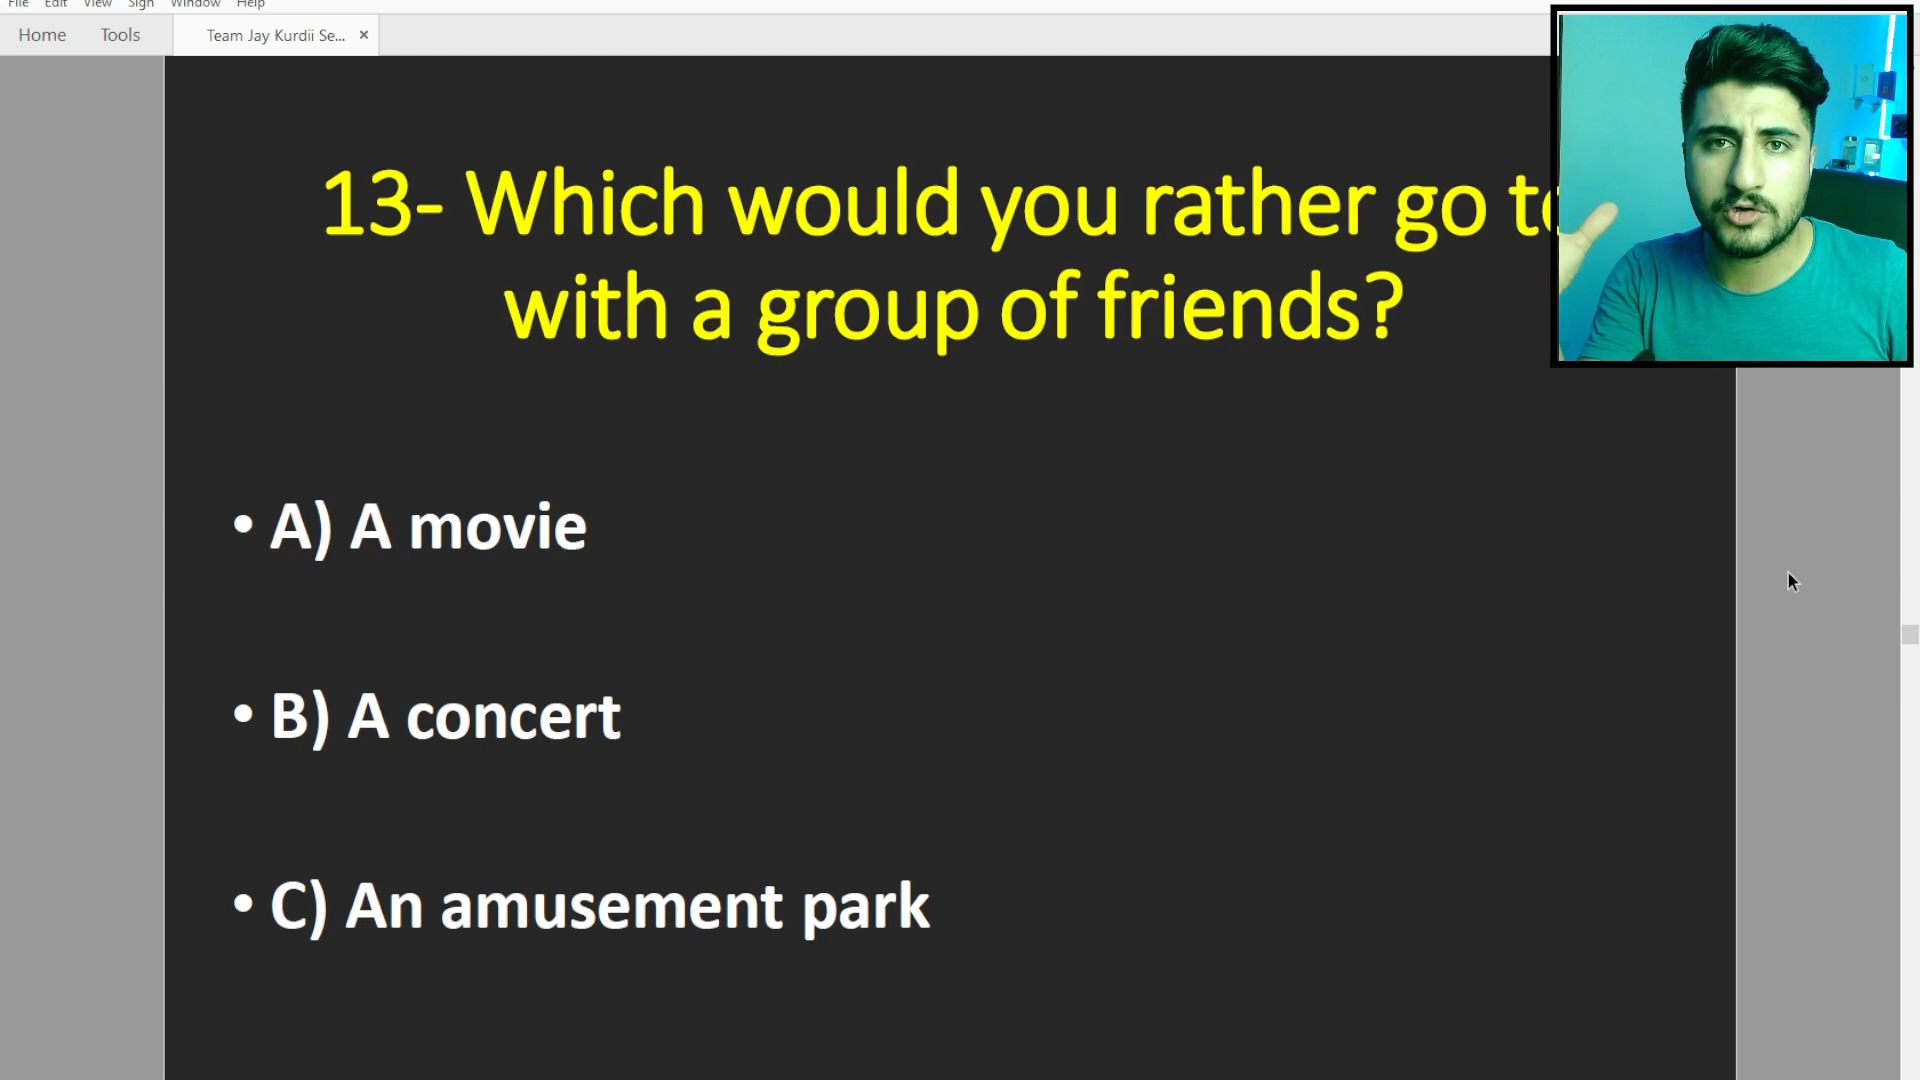 File Edit View Sign Window Help
Home Tools Team Jay Kurdii Se... ×
13- Which would you rather go to
with a group of friends?
• A) A movie
• B) A concert
• C) An amusement park